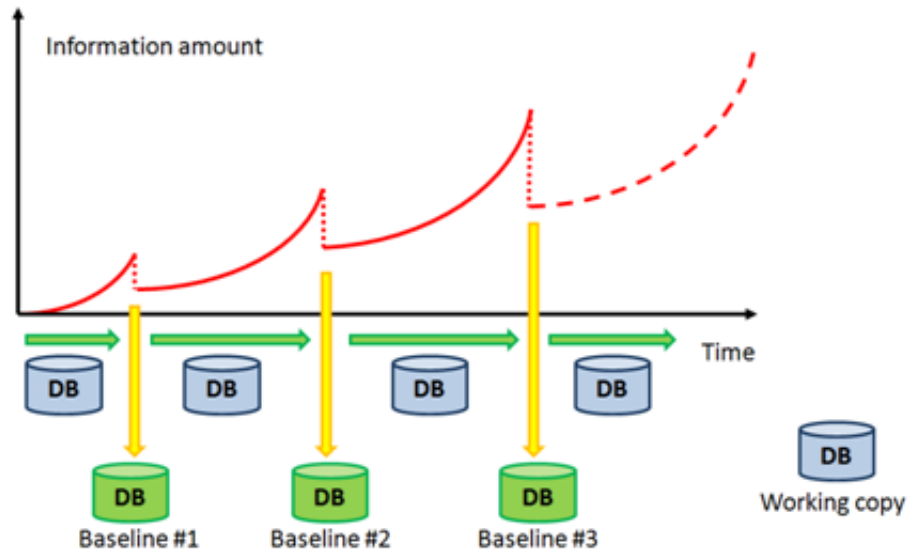 Information amount
Time
DB
DB
DB
DB
DB
Working copy
DB
DB
DB
Baseline #1
Baseline #2
Baseline #3